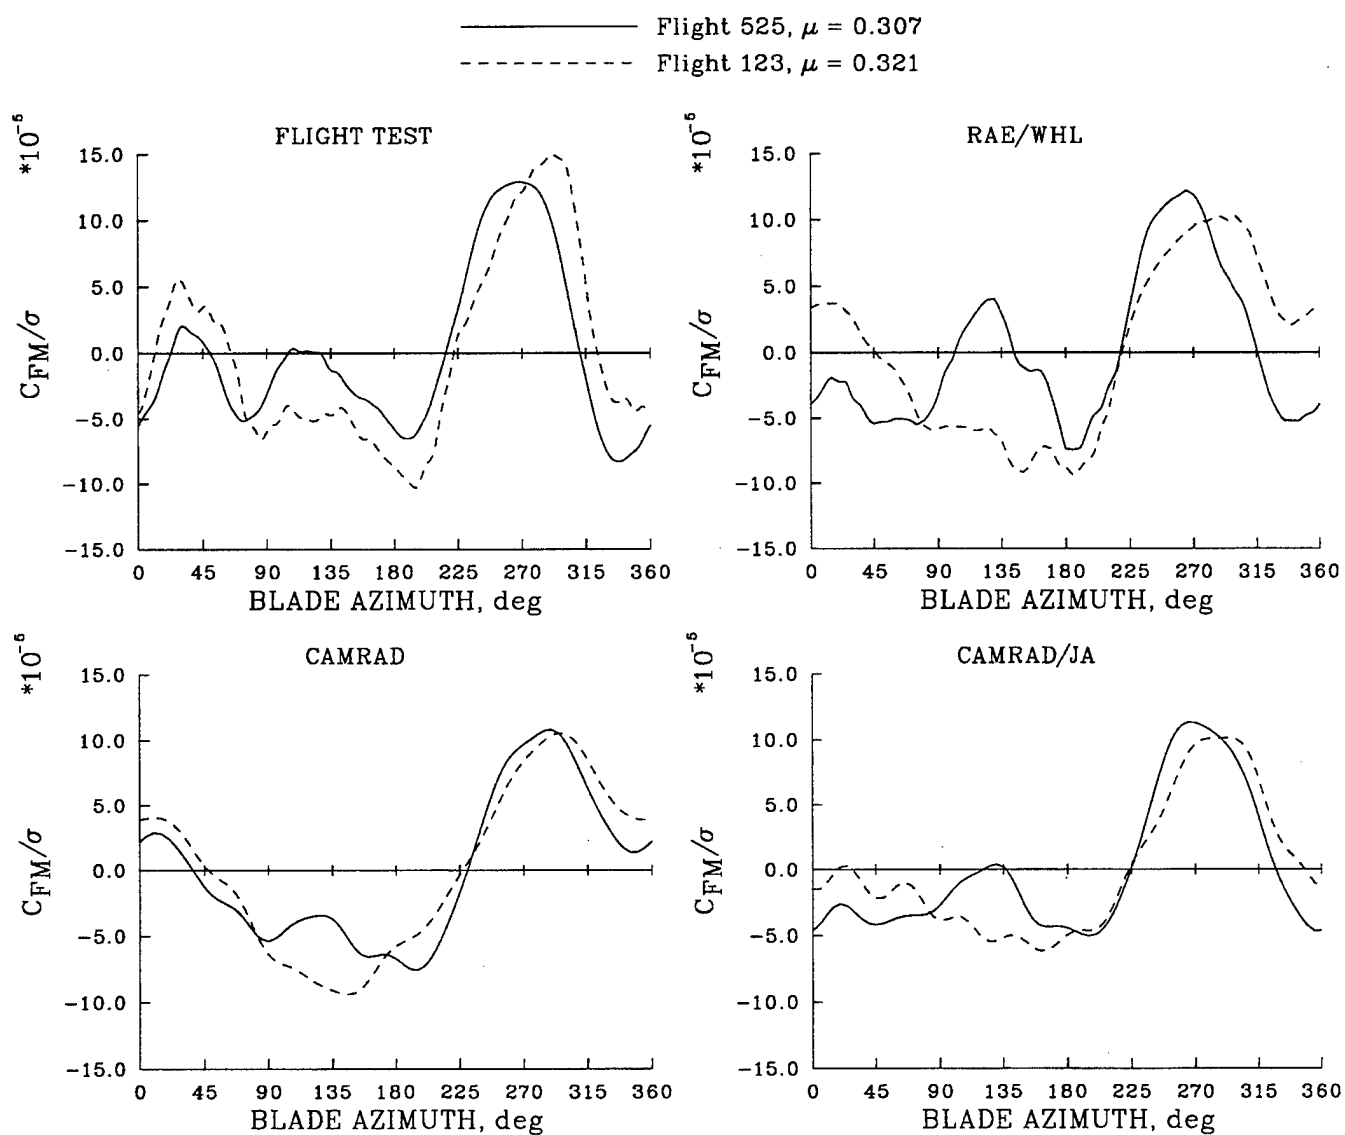 Flight 525, μ = 0.307
Flight 123, μ = 0.321
FLIGHT TEST
*10⁻⁵
15.0
10.0
5.0
0.0
−5.0
−10.0
−15.0
C_FM/σ
0 45 90 135 180 225 270 315 360
BLADE AZIMUTH, deg
RAE/WHL
*10⁻⁵
15.0
10.0
5.0
0.0
−5.0
−10.0
−15.0
C_FM/σ
0 45 90 135 180 225 270 315 360
BLADE AZIMUTH, deg
CAMRAD
*10⁻⁵
15.0
10.0
5.0
0.0
−5.0
−10.0
−15.0
C_FM/σ
0 45 90 135 180 225 270 315 360
BLADE AZIMUTH, deg
CAMRAD/JA
*10⁻⁵
15.0
10.0
5.0
0.0
−5.0
−10.0
−15.0
C_FM/σ
0 45 90 135 180 225 270 315 360
BLADE AZIMUTH, deg